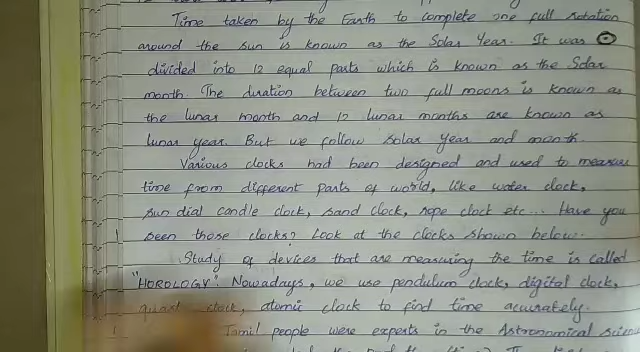 Time taken by the Earth to complete one full rotation
around the sun is known as the Solar Year. It was
divided into 12 equal parts which is known as the Solar
month. The duration between two full moons is known as
the lunar month and 12 lunar months are known as
lunar year. But we follow solar year and month.
Various clocks had been designed and used to measure
time from different parts of world, like water clock,
sun dial candle clock, sand clock, rope clock etc... Have you
seen those clocks? Look at the clocks shown below.
Study of devices that are measuring the time is called
"HOROLOGY". Nowadays, we use pendulum clock, digital clock,
clock, atomic clock to find time accurately.
Tamil people were experts in the Astronomical